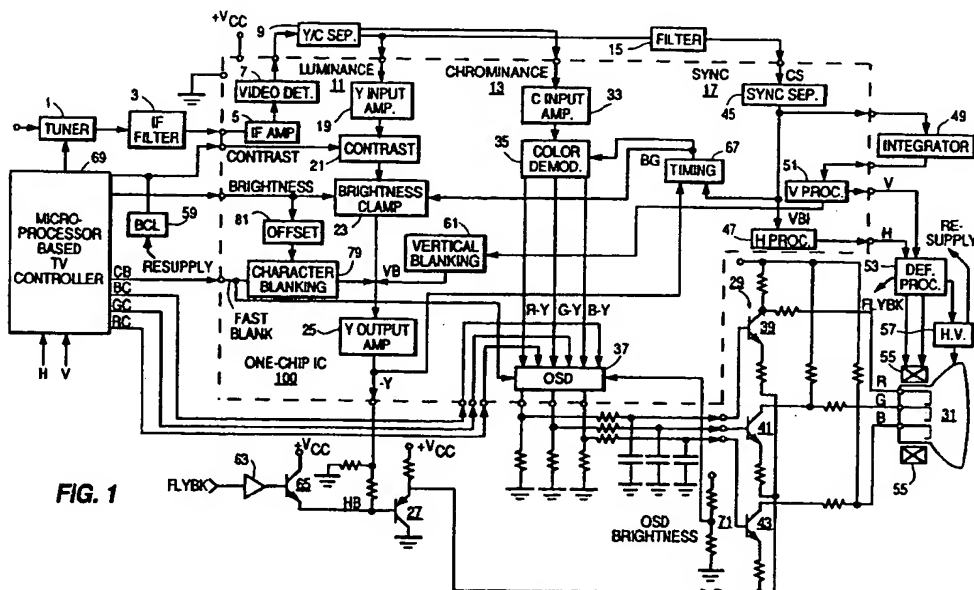 +VCC
9
Y/C SEP.
15
FILTER
7
VIDEO DET.
LUMINANCE
11
CHROMINANCE
13
SYNC
17
CS
1
TUNER
3
IF FILTER
5
IF AMP
19
Y INPUT AMP.
C INPUT AMP.
33
45
SYNC SEP.
49
INTEGRATOR
69
CONTRAST
21
CONTRAST
35
COLOR DEMOD.
BG
67
TIMING
51
V PROC.
V
MICRO-
PROCESSOR
BASED
TV
CONTROLLER
BRIGHTNESS
BRIGHTNESS CLAMP
23
59
BCL
RESUPPLY
81
OFFSET
61
VERTICAL BLANKING
VBI
47
H PROC.
H
RE-
SUPPLY
CB
BC
GC
RC
79
CHARACTER BLANKING
VB
FAST BLANK
53
DEF. PROC.
FLYBK
29
39
R-Y
G-Y
B-Y
25
Y OUTPUT AMP
57
H.V.
ONE-CHIP IC
100
-Y
37
OSD
55
R
G
B
31
H
V
41
55
+VCC
+VCC
FIG. 1
FLYBK
63
65
HB
27
OSD
BRIGHTNESS
71
43